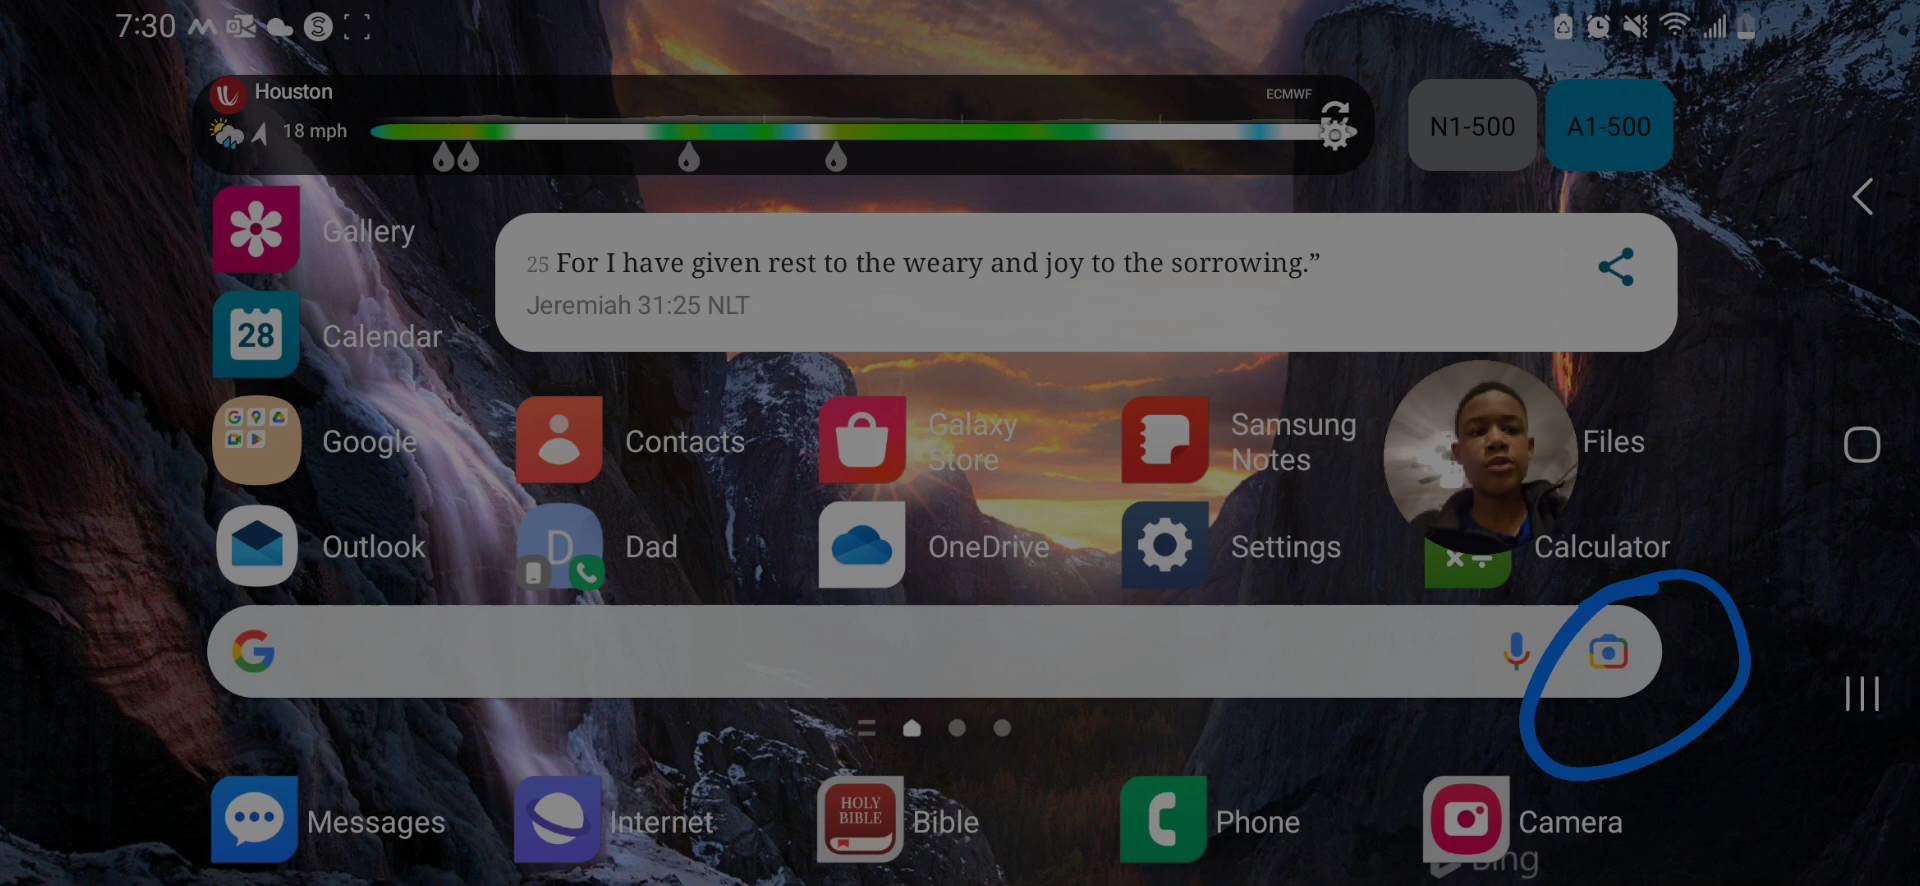 7:30
Houston
18 mph
ECMWF
N1-500
A1-500
Gallery
25 For I have given rest to the weary and joy to the sorrowing.”
Jeremiah 31:25 NLT
28
Calendar
Google
Contacts
Galaxy
Store
Samsung
Notes
Files
Outlook
D
Dad
OneDrive
Settings
Calculator
Messages
Internet
HOLY
BIBLE
Bible
Phone
Camera
Bing